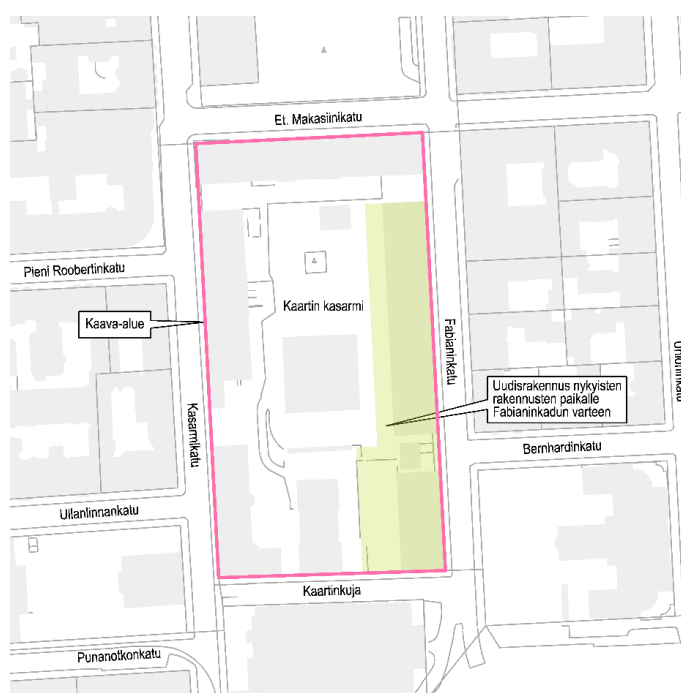 Et. Makasiinikatu
Pieni Roobertinkatu
Kaartin kasarmi
Kaava-alue
Fabianinkatu
Unioninkatu
Uudisrakennus nykyisten
rakennusten paikalle
Fabianinkadun varteen
Kasarmikatu
Bernhardinkatu
Ullanlinnankatu
Kaartinkuja
Punanotkonkatu